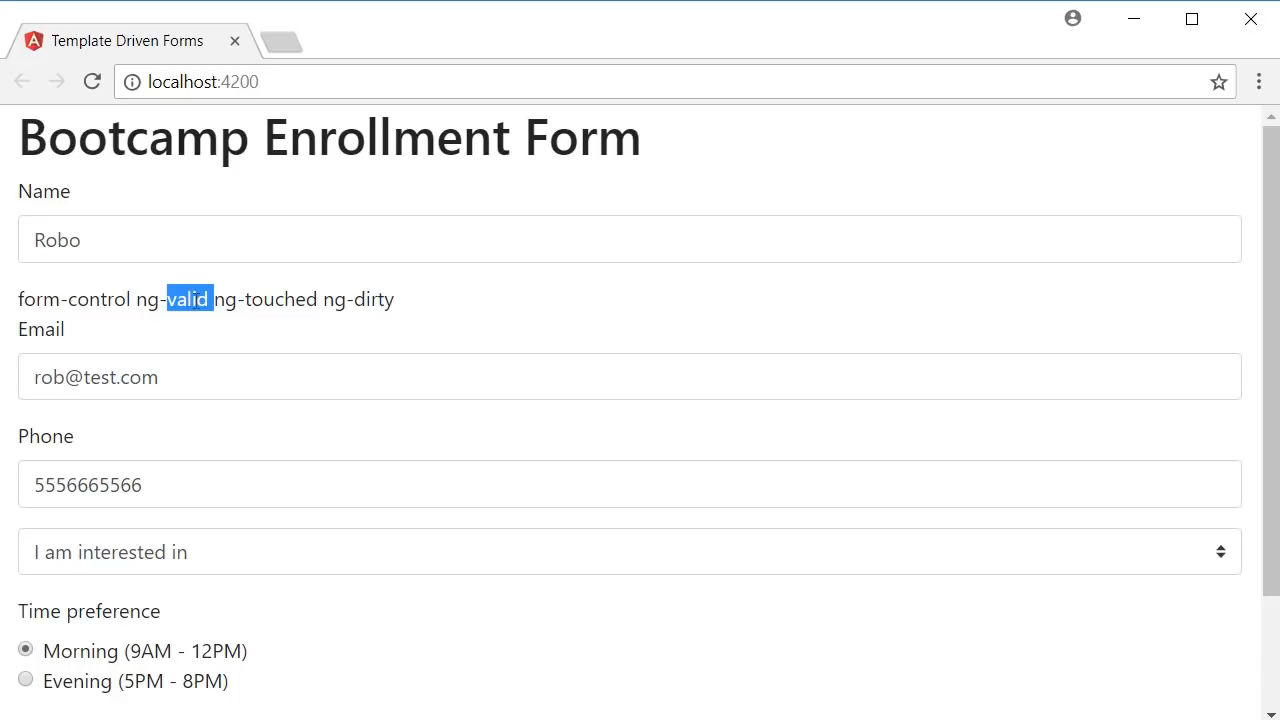 Template Driven Forms
localhost:4200
Bootcamp Enrollment Form
Name
Robo
form-control ng-valid ng-touched ng-dirty
Email
rob@test.com
Phone
5556665566
I am interested in
Time preference
Morning (9AM - 12PM)
Evening (5PM - 8PM)